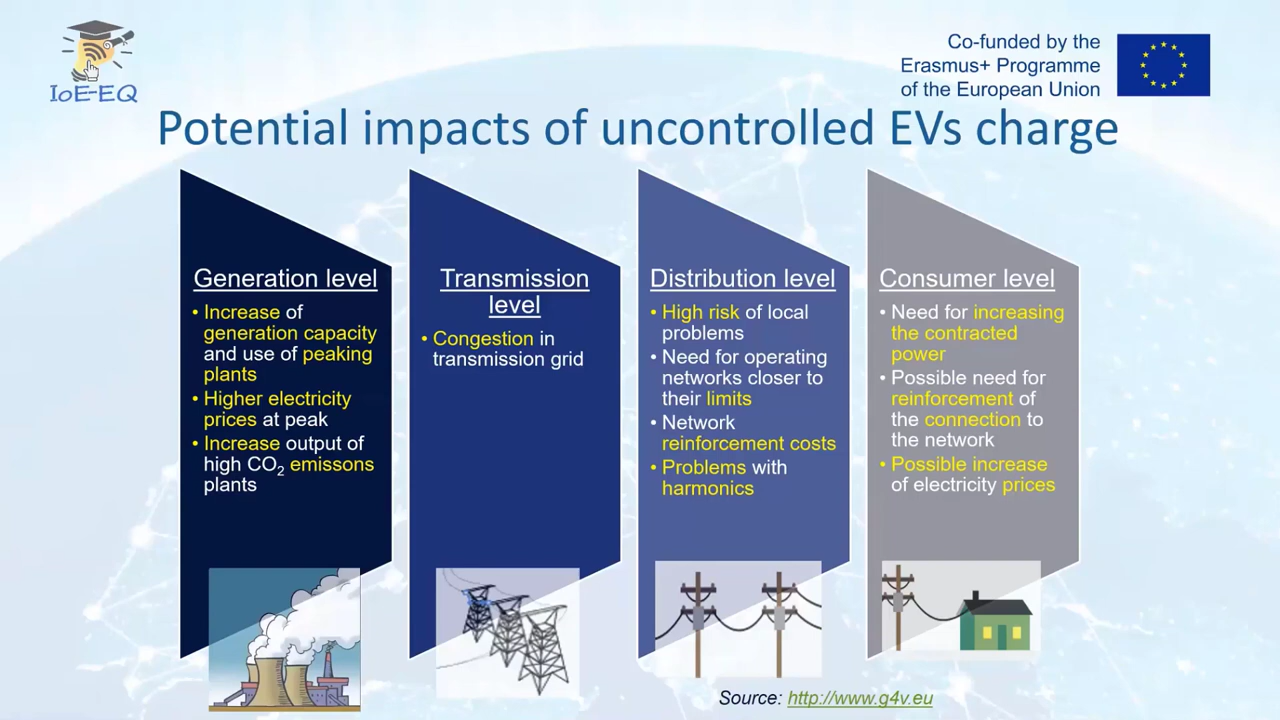 IoE-EQ
Co-funded by the
Erasmus+ Programme
of the European Union
Potential impacts of uncontrolled EVs charge
Generation level
• Increase of
generation capacity
and use of peaking
plants
• Higher electricity
prices at peak
• Increase output of
high CO2 emissons
plants
Transmission
level
• Congestion in
transmission grid
Distribution level
• High risk of local
problems
• Need for operating
networks closer to
their limits
• Network
reinforcement costs
• Problems with
harmonics
Consumer level
• Need for increasing
the contracted
power
• Possible need for
reinforcement of
the connection to
the network
• Possible increase
of electricity prices
Source: http://www.g4v.eu